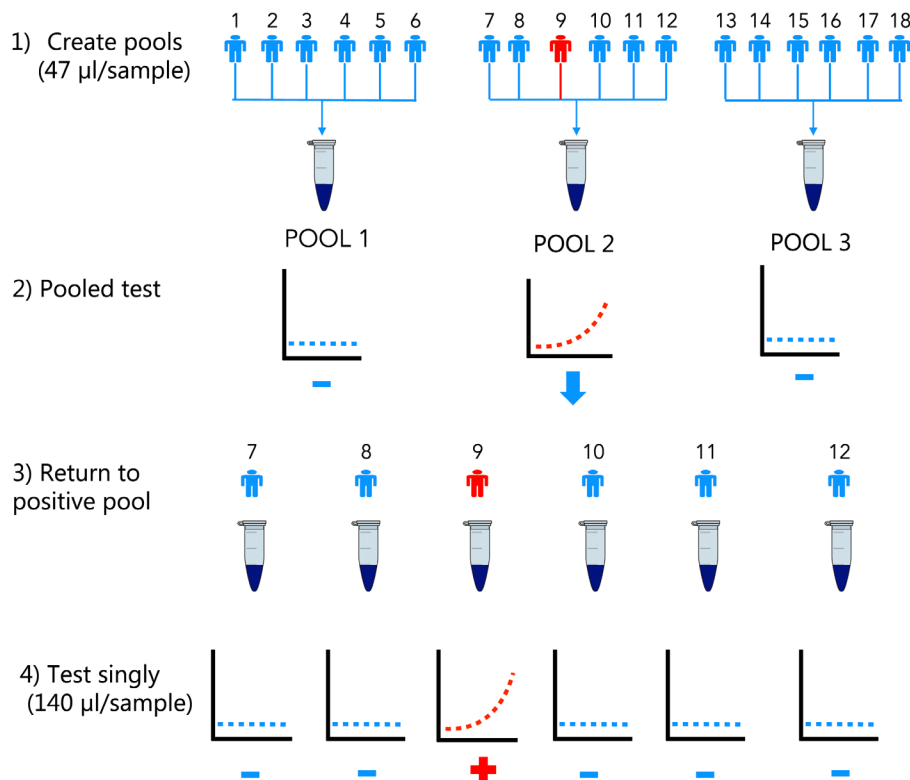 1 2 3 4 5 6 7 8 9 10 11 12 13 14 15 16 17 18
1) Create pools
(47 µl/sample)
POOL 1 POOL 2 POOL 3
2) Pooled test
7 8 9 10 11 12
3) Return to
positive pool
4) Test singly
(140 µl/sample)